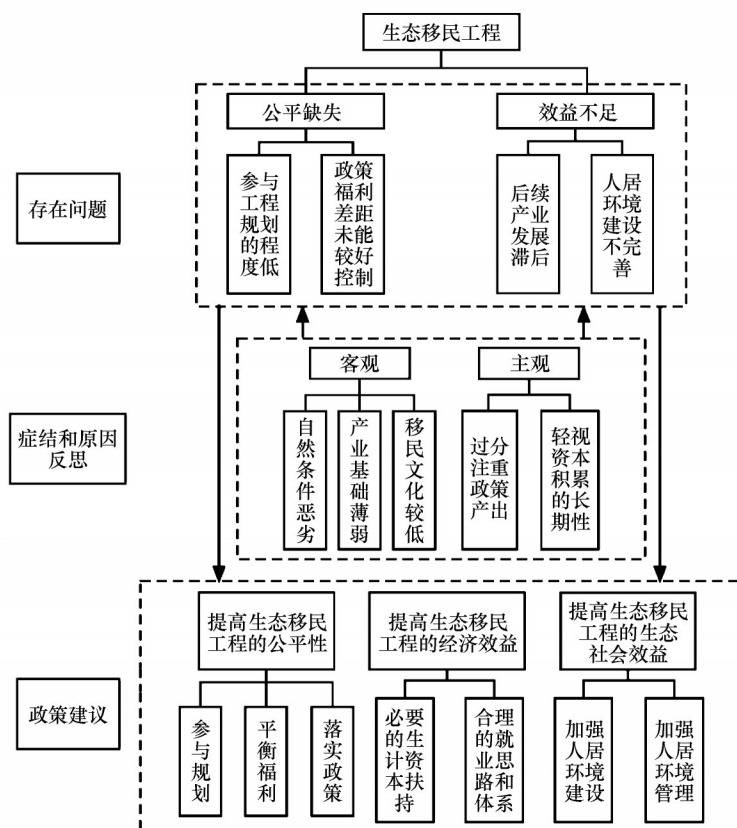 生态移民工程
公平缺失
效益不足
存在问题
参与
工程
规划
的程
度低
政策
福利
差距
未能
较好
控制
后续
产业
发展
滞后
人居
环境
建设
不完
善
症结和原因
反思
客观
主观
自然条件恶劣
产业基础薄弱
移民文化较低
过分
注重
政策
产出
轻视
资本
积累
的长
期性
政策建议
提高生态移民
工程的公平性
提高生态移民
工程的经济效益
提高生态移民
工程的生态
社会效益
参与规划
平衡福利
落实政策
必要
的生
计资
本扶
持
合理
的就
业思
路和
体系
加强
人居
环境
建设
加强
人居
环境
管理